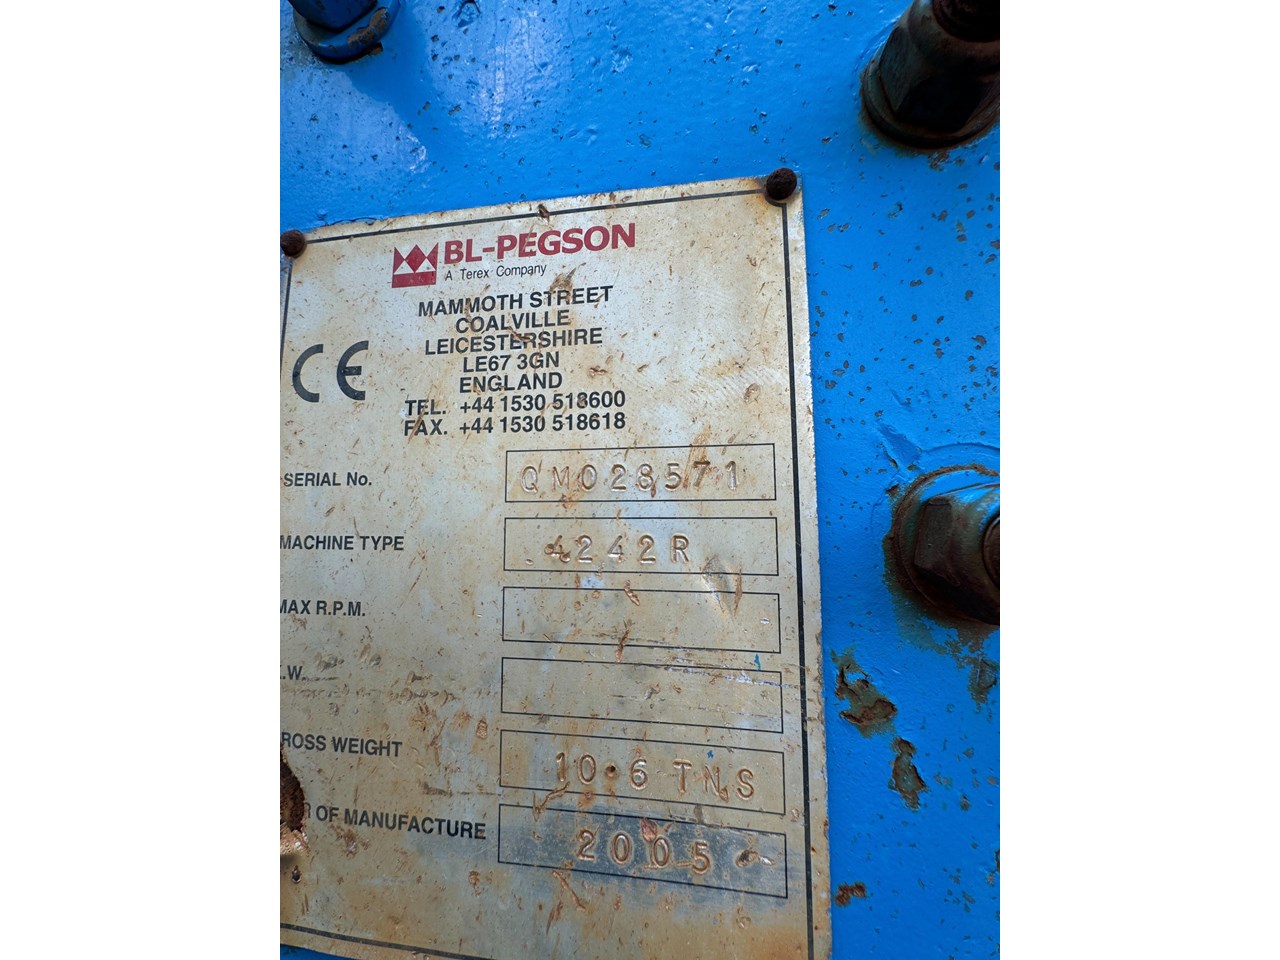 BL-PEGSON
A Terex Company
MAMMOTH STREET
COALVILLE
LEICESTERSHIRE
LE67 3GN
ENGLAND
TEL. +44 1530 518600
FAX. +44 1530 518618
CE
SERIAL No. QM028571
MACHINE TYPE 4242R
MAX R.P.M.
.W.
ROSS WEIGHT 10.6 TNS
R OF MANUFACTURE 2005